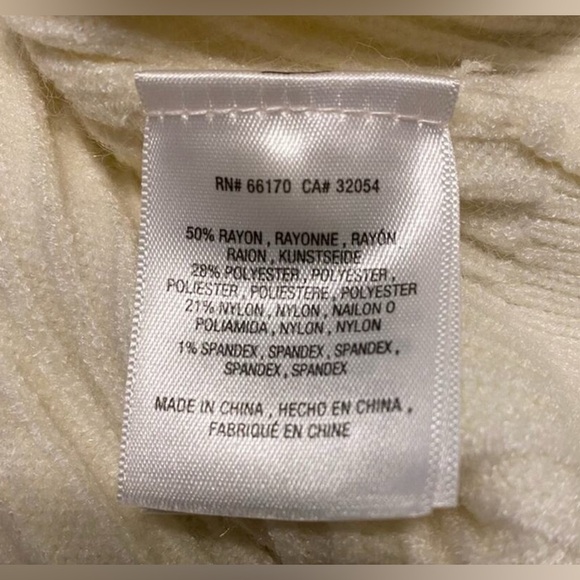 RN# 66170 CA# 32054
50% RAYON , RAYONNE , RAYÓN
RAION , KUNSTSEIDE
28% POLYESTER , POLYESTER ,
POLIESTER , POLIESTERE , POLYESTER
21% NYLON , NYLON , NAILON O
POLIAMIDA , NYLON , NYLON
1% SPANDEX , SPANDEX , SPANDEX ,
SPANDEX , SPANDEX
MADE IN CHINA , HECHO EN CHINA ,
FABRIQUÉ EN CHINE